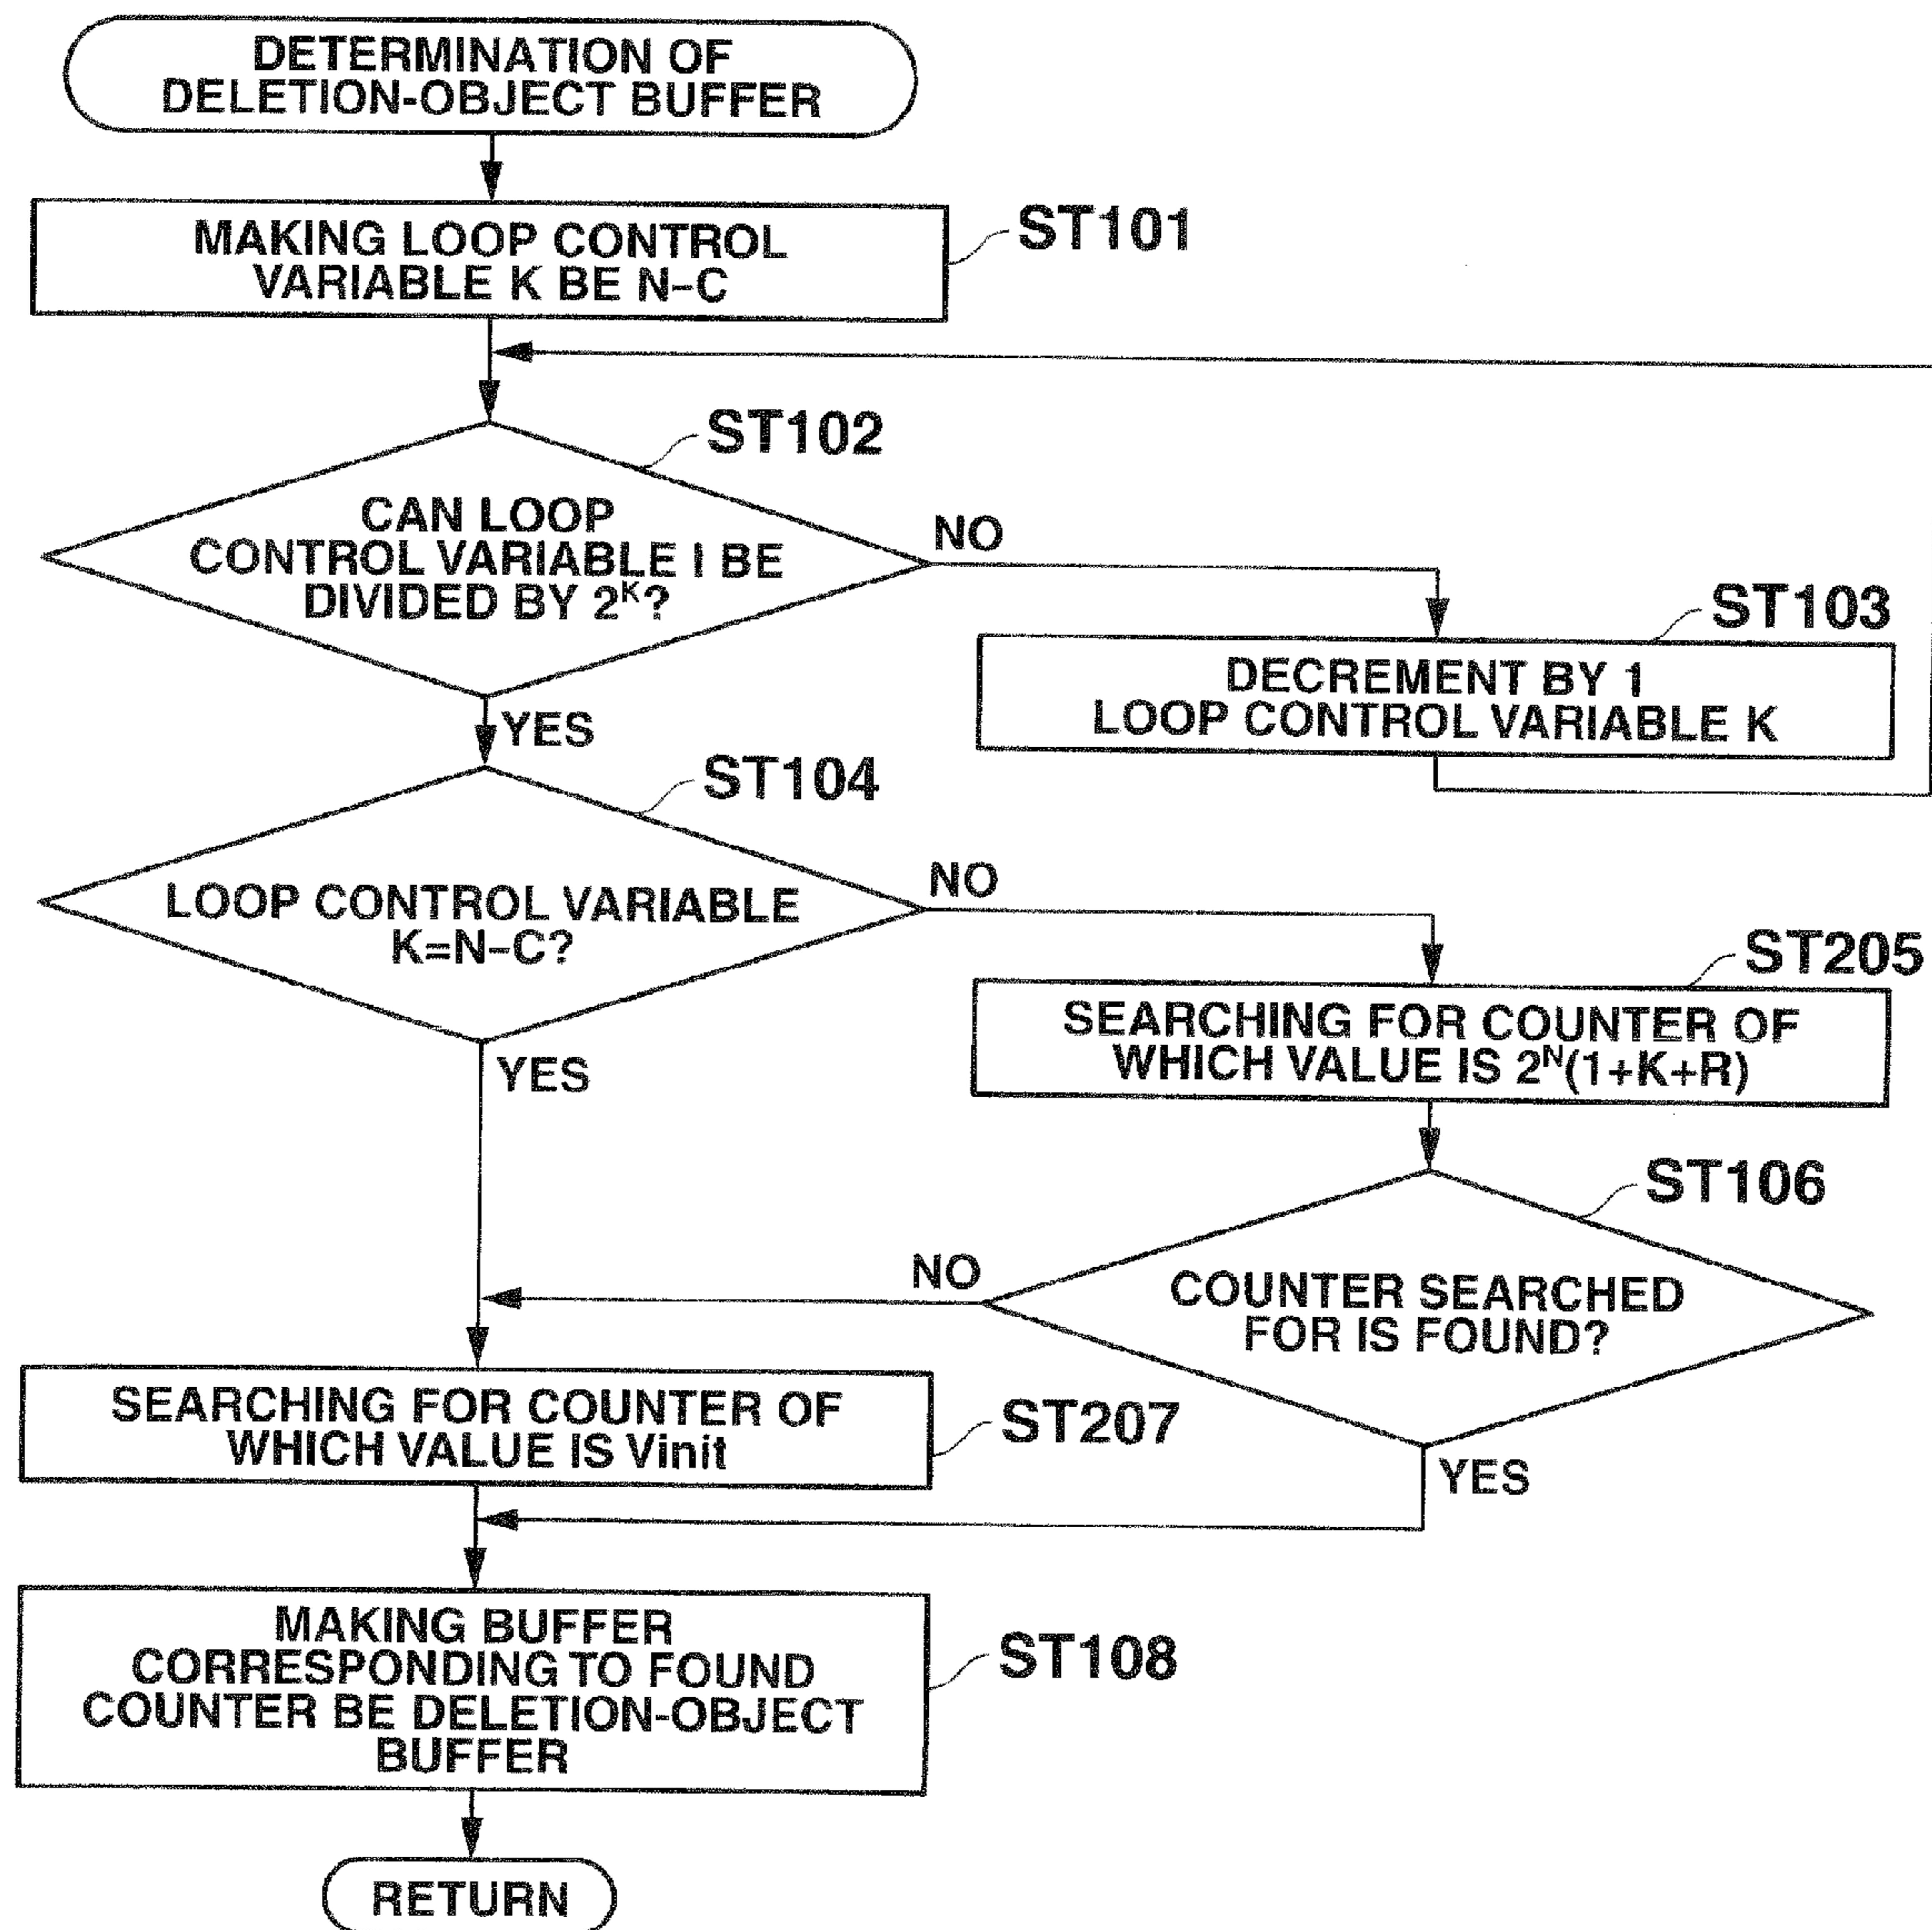 DETERMINATION OF
DELETION-OBJECT BUFFER
MAKING LOOP CONTROL
VARIABLE K BE N-C
ST101
ST102
CAN LOOP
CONTROL VARIABLE I BE
DIVIDED BY 2^K?
NO
YES
ST103
DECREMENT BY 1
LOOP CONTROL VARIABLE K
ST104
LOOP CONTROL VARIABLE
K=N-C?
NO
YES
ST205
SEARCHING FOR COUNTER OF
WHICH VALUE IS 2^N(1+K+R)
ST106
COUNTER SEARCHED
FOR IS FOUND?
NO
YES
SEARCHING FOR COUNTER OF
WHICH VALUE IS Vinit
ST207
MAKING BUFFER
CORRESPONDING TO FOUND
COUNTER BE DELETION-OBJECT
BUFFER
ST108
RETURN